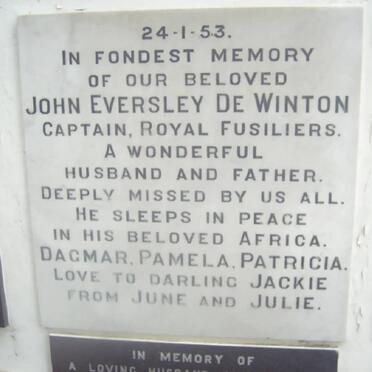 24-1-53.
IN FONDEST MEMORY
OF OUR BELOVED
JOHN EVERSLEY DE WINTON
CAPTAIN, ROYAL FUSILIERS.
A WONDERFUL
HUSBAND AND FATHER.
DEEPLY MISSED BY US ALL.
HE SLEEPS IN PEACE
IN HIS BELOVED AFRICA.
DAGMAR, PAMELA, PATRICIA.
LOVE TO DARLING JACKIE
FROM JUNE AND JULIE.
IN MEMORY OF
A LOVING HUSBAND